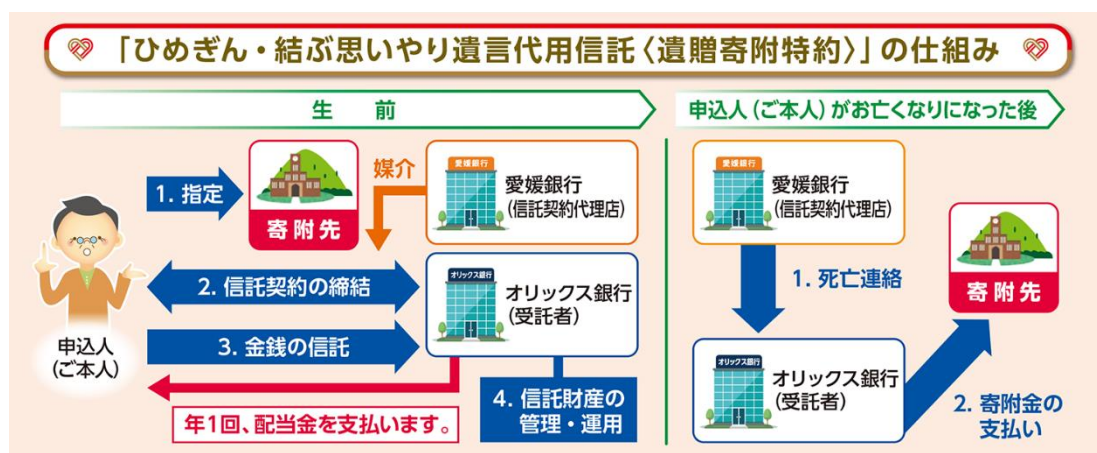 「ひめぎん・結ぶ思いやり遺言代用信託〈遺贈寄附特約〉」の仕組み
生 前
1. 指定
寄附先
媒介
愛媛銀行
愛媛銀行
(信託契約代理店)
2. 信託契約の締結
オリックス銀行
オリックス銀行
(受託者)
3. 金銭の信託
申込人
(ご本人)
年1回、配当金を支払います。
4. 信託財産の
管理・運用
申込人(ご本人)がお亡くなりになった後
愛媛銀行
愛媛銀行
(信託契約代理店)
1. 死亡連絡
寄附先
オリックス銀行
オリックス銀行
(受託者)
2. 寄附金の
支払い